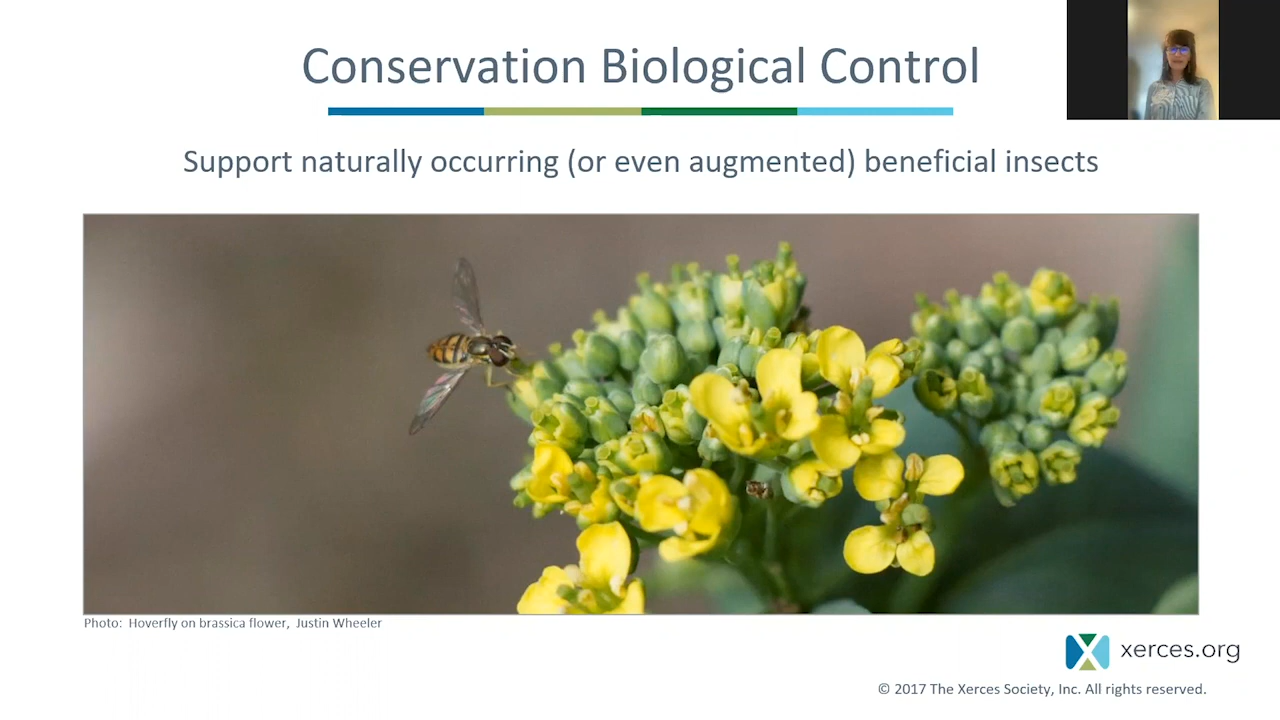 Conservation Biological Control
Support naturally occurring (or even augmented) beneficial insects
Photo: Hoverfly on brassica flower, Justin Wheeler
xerces.org
© 2017 The Xerces Society, Inc. All rights reserved.